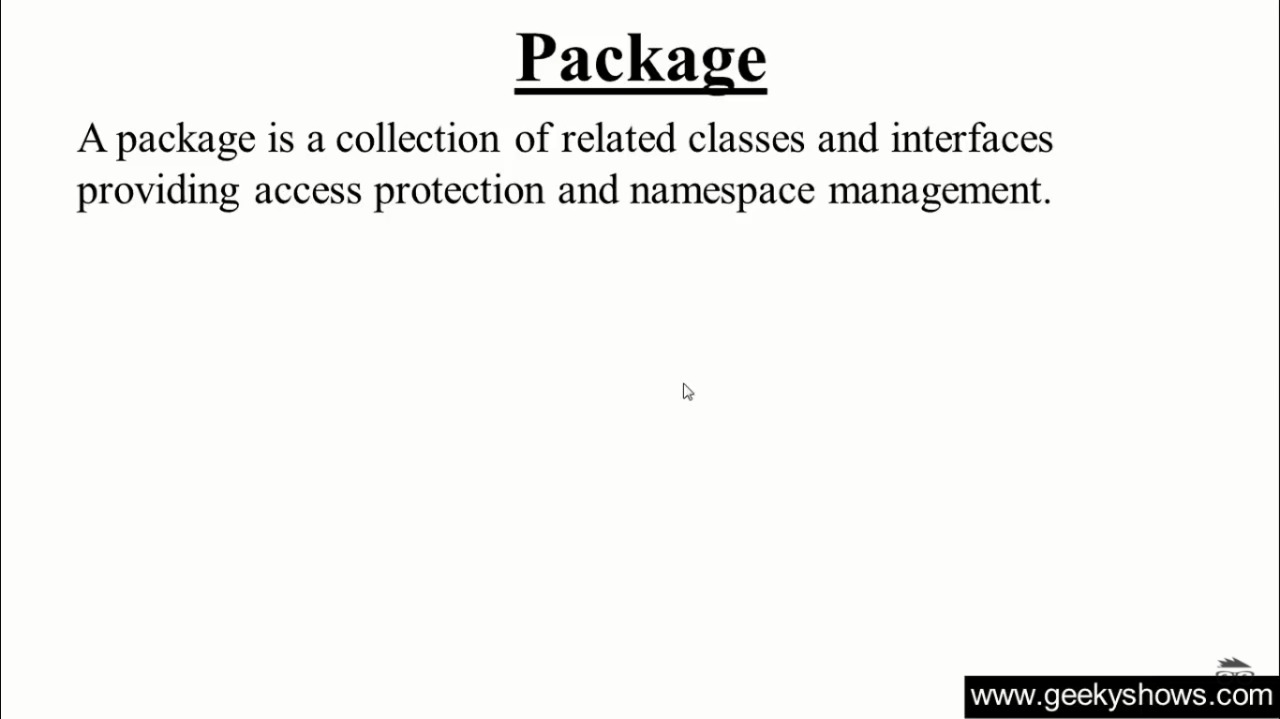 Package
A package is a collection of related classes and interfaces
providing access protection and namespace management.
www.geekyshows.com